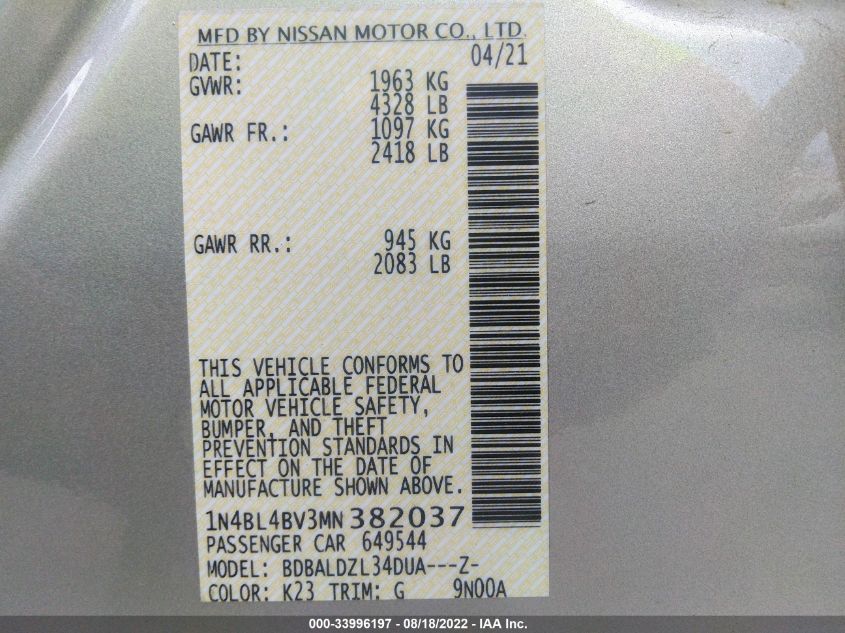 MFD BY NISSAN MOTOR CO., LTD.
DATE: 04/21
GVWR: 1963 KG
4328 LB
GAWR FR.: 1097 KG
2418 LB
GAWR RR.: 945 KG
2083 LB
THIS VEHICLE CONFORMS TO
ALL APPLICABLE FEDERAL
MOTOR VEHICLE SAFETY,
BUMPER, AND THEFT
PREVENTION STANDARDS IN
EFFECT ON THE DATE OF
MANUFACTURE SHOWN ABOVE.
1N4BL4BV3MN382037
PASSENGER CAR 649544
MODEL: BDBALDZL34DUA---Z-
COLOR: K23 TRIM: G 9N00A
000-33996197 - 08/18/2022 - IAA Inc.